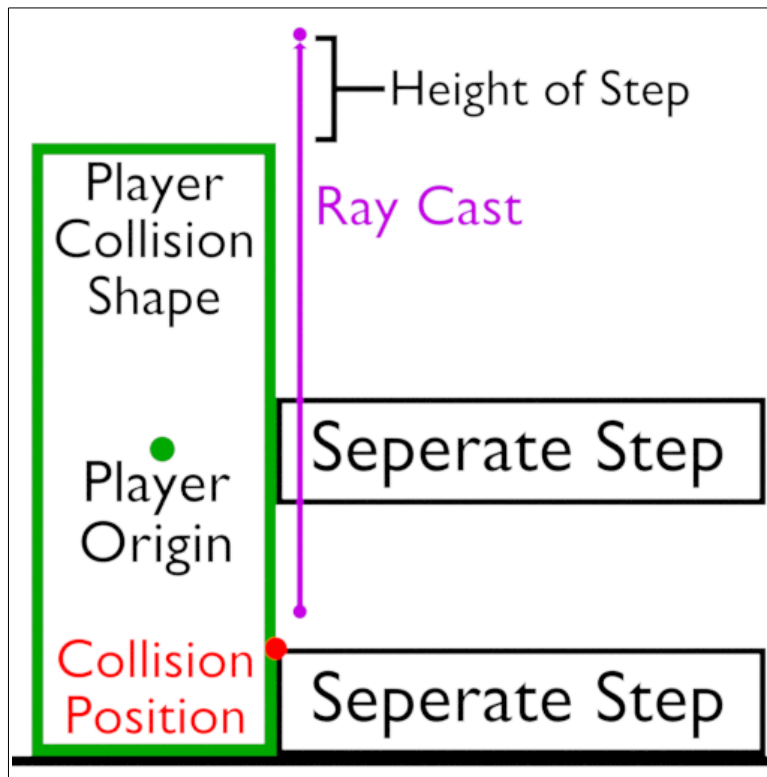 Height of Step
Player
Collision
Shape
Ray Cast
Seperate Step
Player
Origin
Collision
Position
Seperate Step